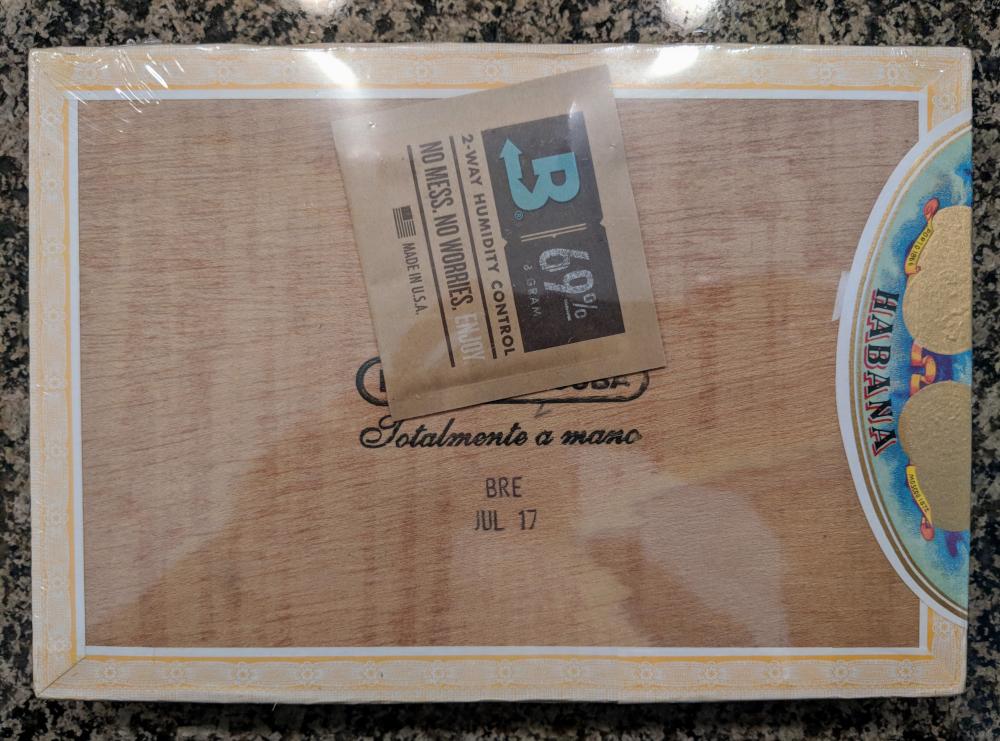 B®
69%
8 GRAM
2-WAY HUMIDITY CONTROL
NO MESS. NO WORRIES. ENJOY
MADE IN U.S.A.
Totalmente a mano
BRE
JUL 17
HABANA